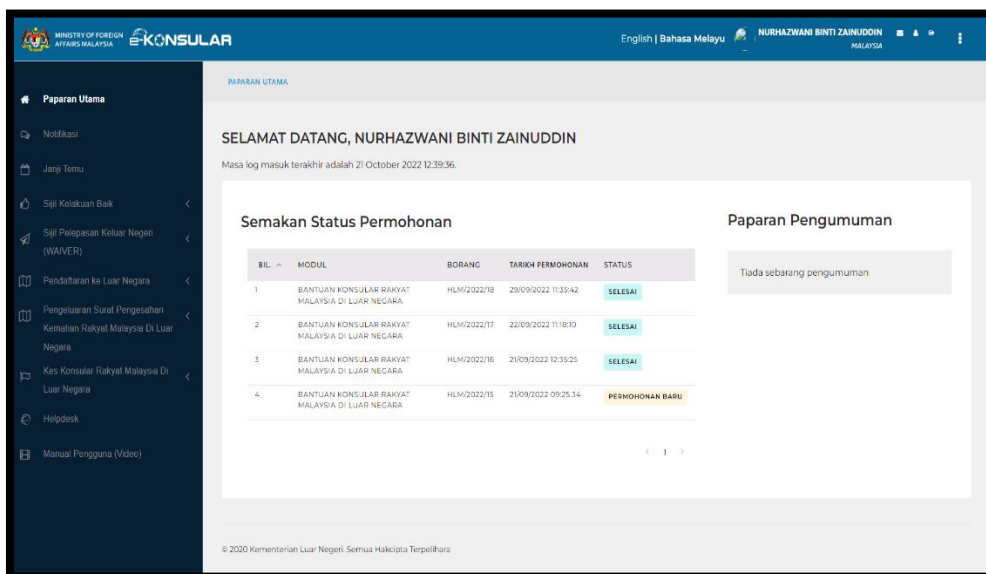 MINISTRY OF FOREIGN
AFFAIRS MALAYSIA
e-KONSULAR
English | Bahasa Melayu
NURHAZWANI BINTI ZAINUDDIN
MALAYSIA
Paparan Utama
Notifikasi
Janji Temu
Sijil Kelakuan Baik
Sijil Pelepasan Keluar Negeri
(WAIVER)
Pendaftaran ke Luar Negara
Pengeluaran Surat Pengesahan
Kematian Rakyat Malaysia Di Luar
Negara
Kes Konsular Rakyat Malaysia Di
Luar Negara
Helpdesk
Manual Pengguna (Video)
PAPARAN UTAMA
SELAMAT DATANG, NURHAZWANI BINTI ZAINUDDIN
Masa log masuk terakhir adalah 21 October 2022 12:39:36.
Semakan Status Permohonan
BIL. MODUL BORANG TARIKH PERMOHONAN STATUS
1 BANTUAN KONSULAR RAKYAT HLM/2022/18 29/09/2022 11:35:42 SELESAI
MALAYSIA DI LUAR NEGARA
2 BANTUAN KONSULAR RAKYAT HLM/2022/17 22/09/2022 11:18:10 SELESAI
MALAYSIA DI LUAR NEGARA
3 BANTUAN KONSULAR RAKYAT HLM/2022/16 21/09/2022 12:35:25 SELESAI
MALAYSIA DI LUAR NEGARA
4 BANTUAN KONSULAR RAKYAT HLM/2022/15 21/09/2022 09:25:34 PERMOHONAN BARU
MALAYSIA DI LUAR NEGARA
1
Paparan Pengumuman
Tiada sebarang pengumuman
© 2020 Kementerian Luar Negeri. Semua Hakcipta Terpelihara